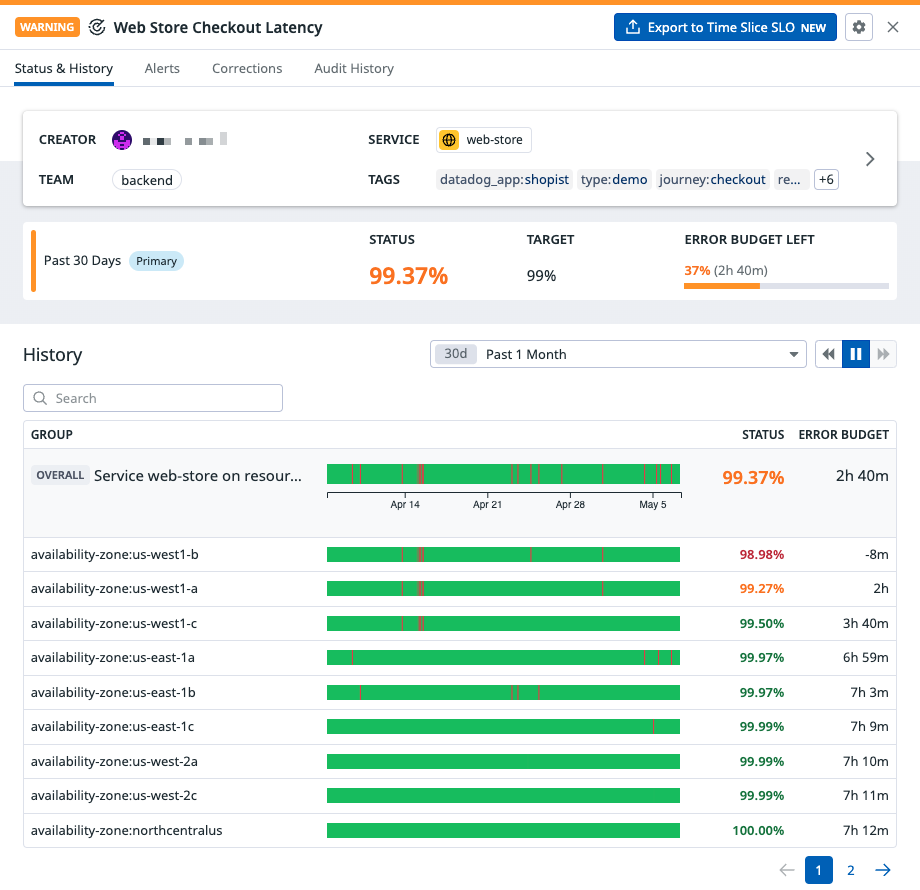 WARNING Web Store Checkout Latency Export to Time Slice SLO NEW
Status & History Alerts Corrections Audit History
CREATOR SERVICE web-store
TEAM backend TAGS datadog_app:shopist type:demo journey:checkout re... +6
STATUS TARGET ERROR BUDGET LEFT
Past 30 Days Primary 99.37% 99% 37% (2h 40m)
History 30d Past 1 Month
Search
GROUP STATUS ERROR BUDGET
OVERALL Service web-store on resour... 99.37% 2h 40m
Apr 14 Apr 21 Apr 28 May 5
availability-zone:us-west1-b 98.98% -8m
availability-zone:us-west1-a 99.27% 2h
availability-zone:us-west1-c 99.50% 3h 40m
availability-zone:us-east-1a 99.97% 6h 59m
availability-zone:us-east-1b 99.97% 7h 3m
availability-zone:us-east-1c 99.99% 7h 9m
availability-zone:us-west-2a 99.99% 7h 10m
availability-zone:us-west-2c 99.99% 7h 11m
availability-zone:northcentralus 100.00% 7h 12m
1 2